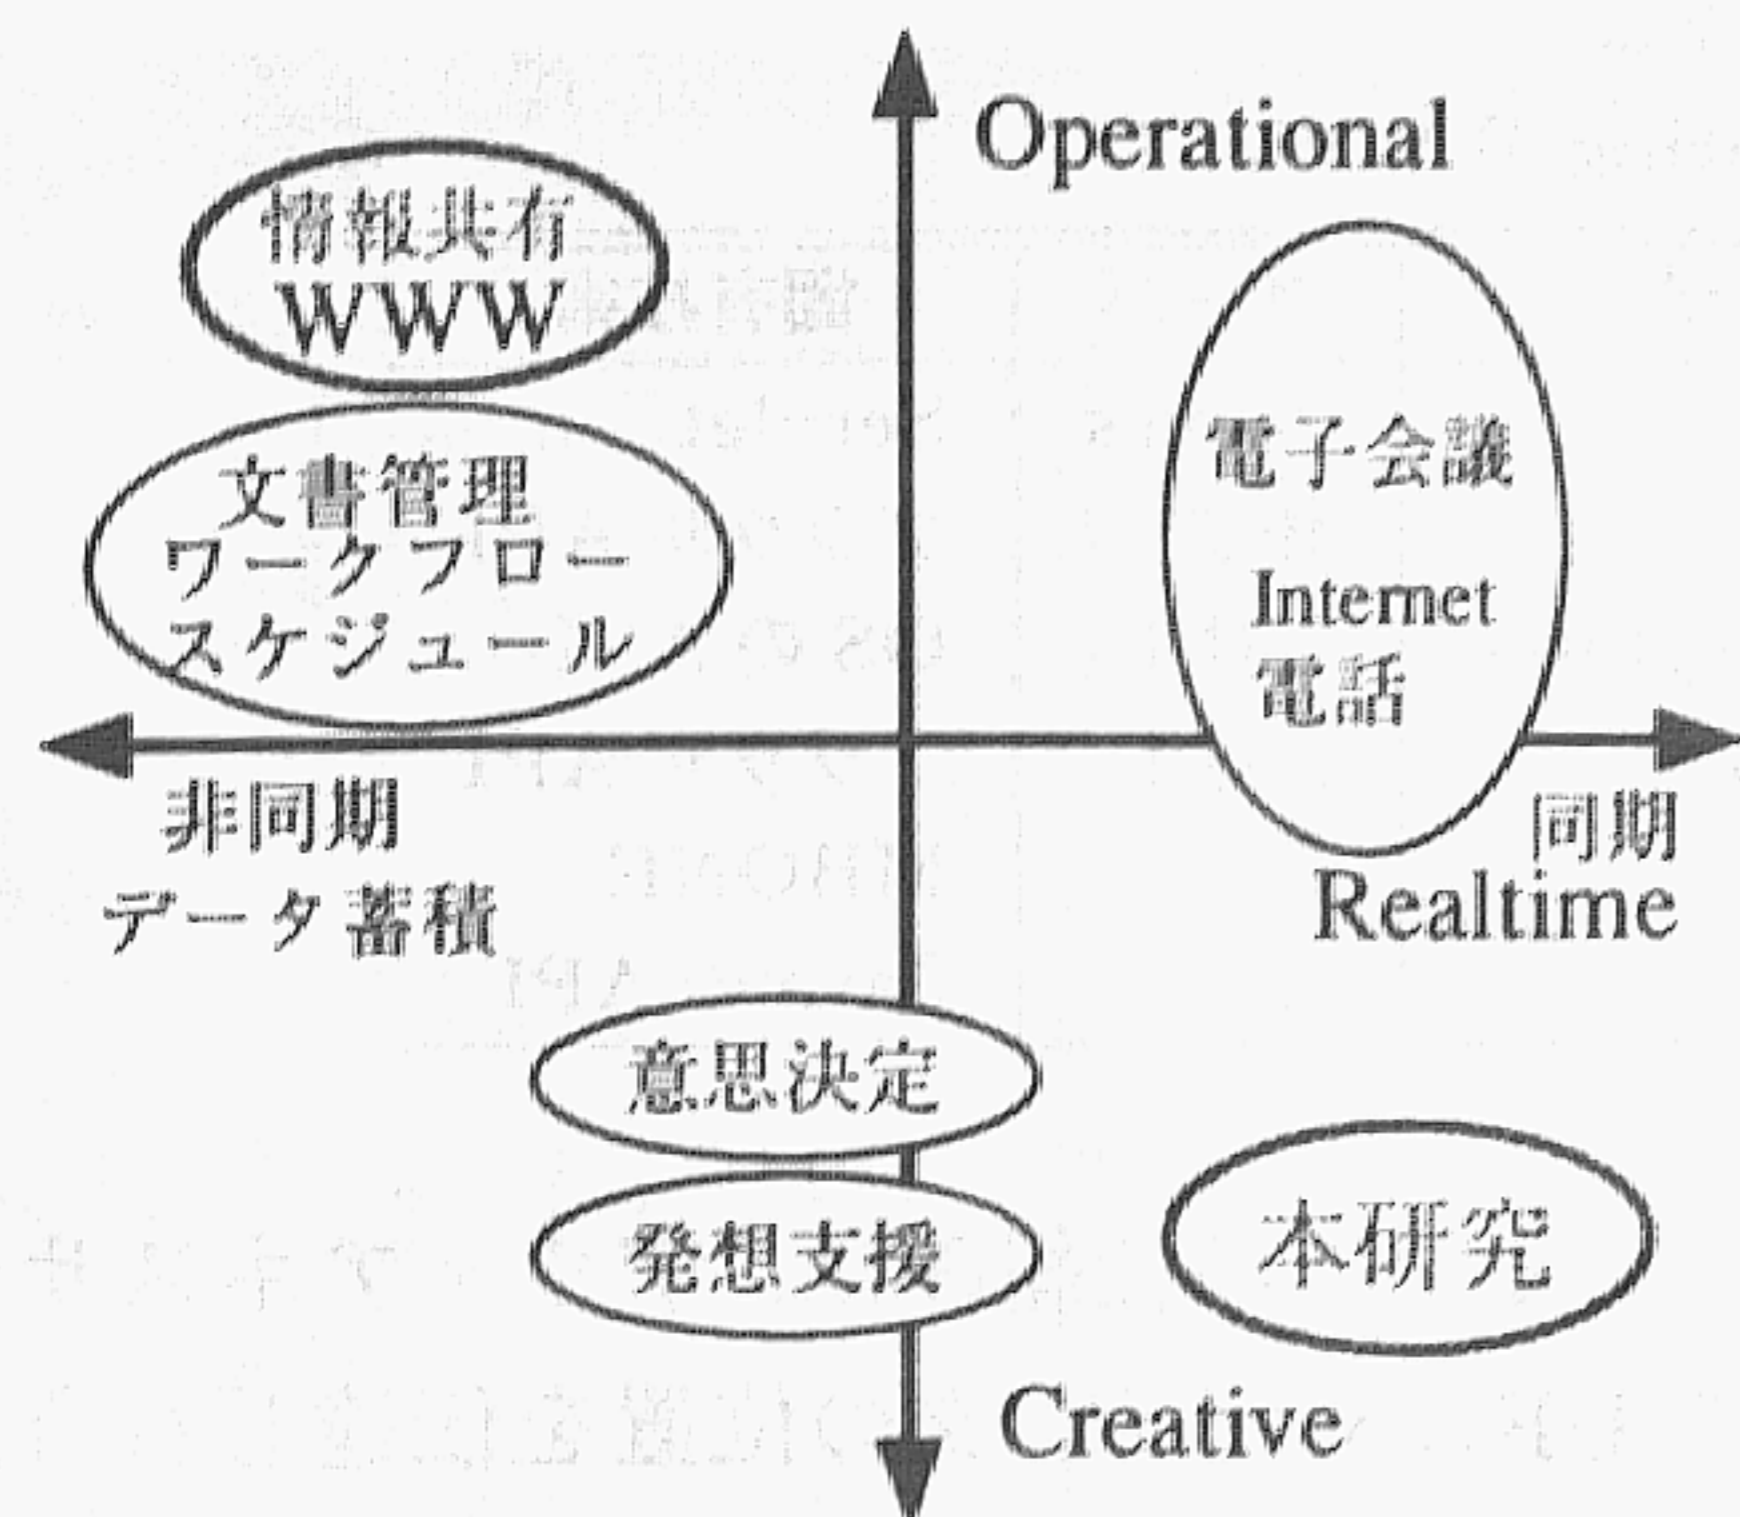 Operational
情報共有
WWW
文書管理
ワークフロー
スケジュール
電子会議
Internet
電話
非同期
データ蓄積
同期
Realtime
意思決定
発想支援
本研究
Creative